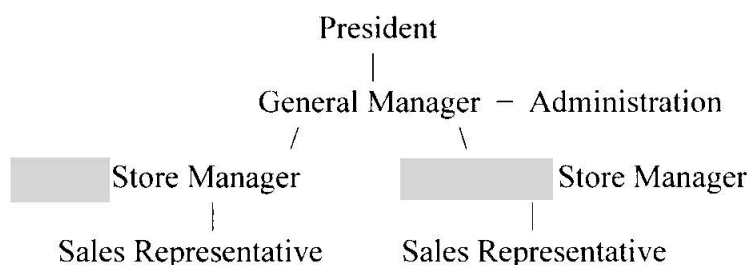 President
General Manager – Administration
Store Manager Store Manager
Sales Representative Sales Representative